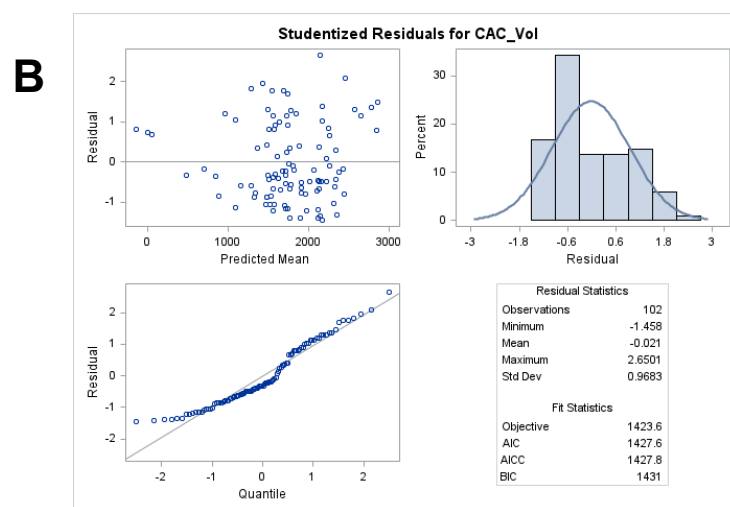 B
Studentized Residuals for CAC_Vol
Residual
2
1
0
-1
0 1000 2000 3000
Predicted Mean
Percent
30
20
10
0
-3 -1.8 -0.6 0.6 1.8 3
Residual
Residual
2
1
0
-1
-2
-2 -1 0 1 2
Quantile
Residual Statistics
Observations 102
Minimum -1.458
Mean -0.021
Maximum 2.6501
Std Dev 0.9683
Fit Statistics
Objective 1423.6
AIC 1427.6
AICC 1427.8
BIC 1431